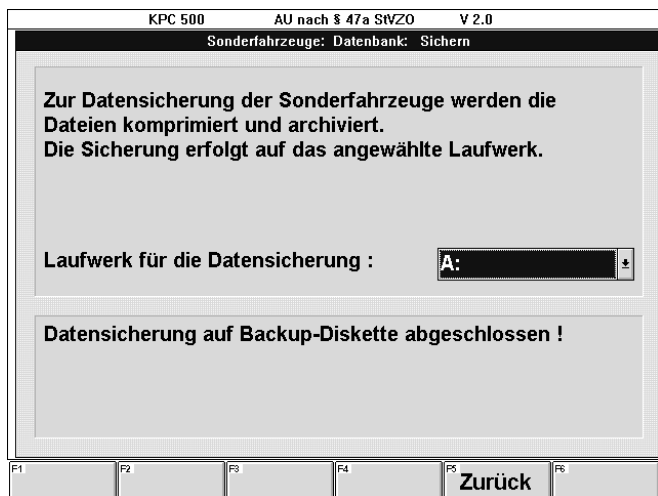 KPC 500 AU nach § 47a StVZO V 2.0
Sonderfahrzeuge: Datenbank: Sichern
Zur Datensicherung der Sonderfahrzeuge werden die
Dateien komprimiert und archiviert.
Die Sicherung erfolgt auf das angewählte Laufwerk.
Laufwerk für die Datensicherung : A:
Datensicherung auf Backup-Diskette abgeschlossen !
F1 F2 F3 F4 F5 Zurück F6